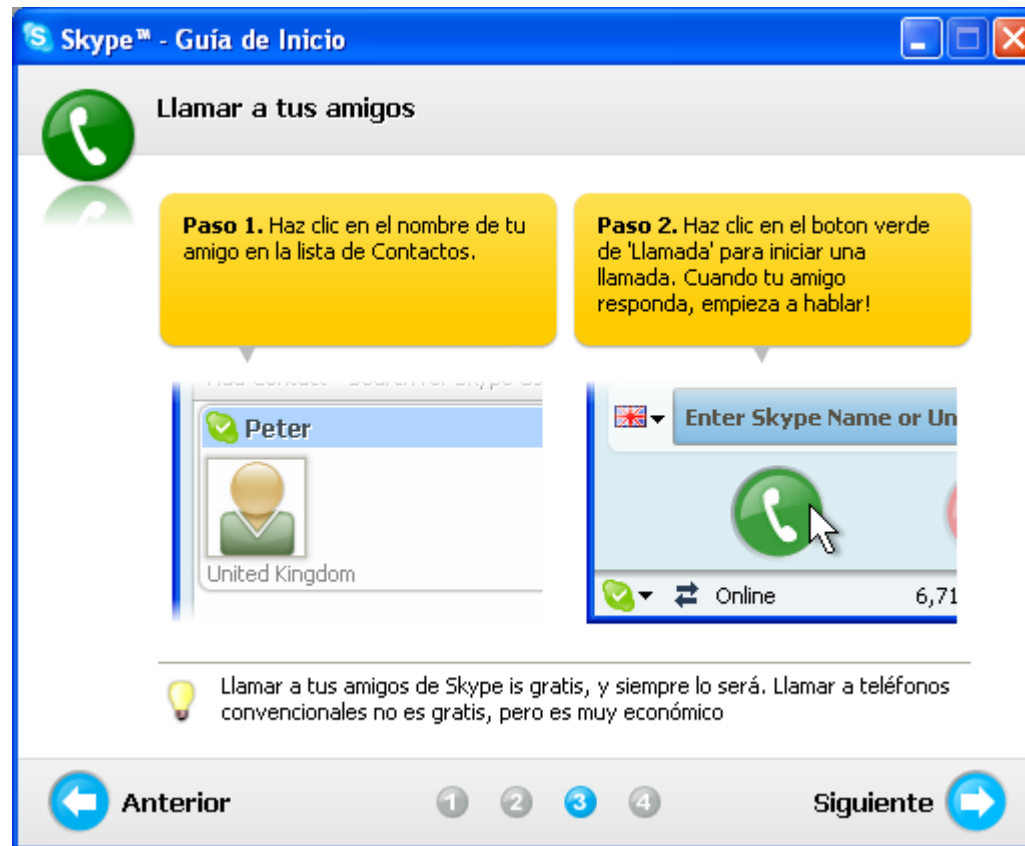 Skype™ - Guía de Inicio
Llamar a tus amigos
Paso 1. Haz clic en el nombre de tu
amigo en la lista de Contactos.
Paso 2. Haz clic en el boton verde
de 'Llamada' para iniciar una
llamada. Cuando tu amigo
responda, empieza a hablar!
Peter
United Kingdom
Enter Skype Name or Un
Online
6,71
Llamar a tus amigos de Skype is gratis, y siempre lo será. Llamar a teléfonos
convencionales no es gratis, pero es muy económico
Anterior
1 2 3 4
Siguiente